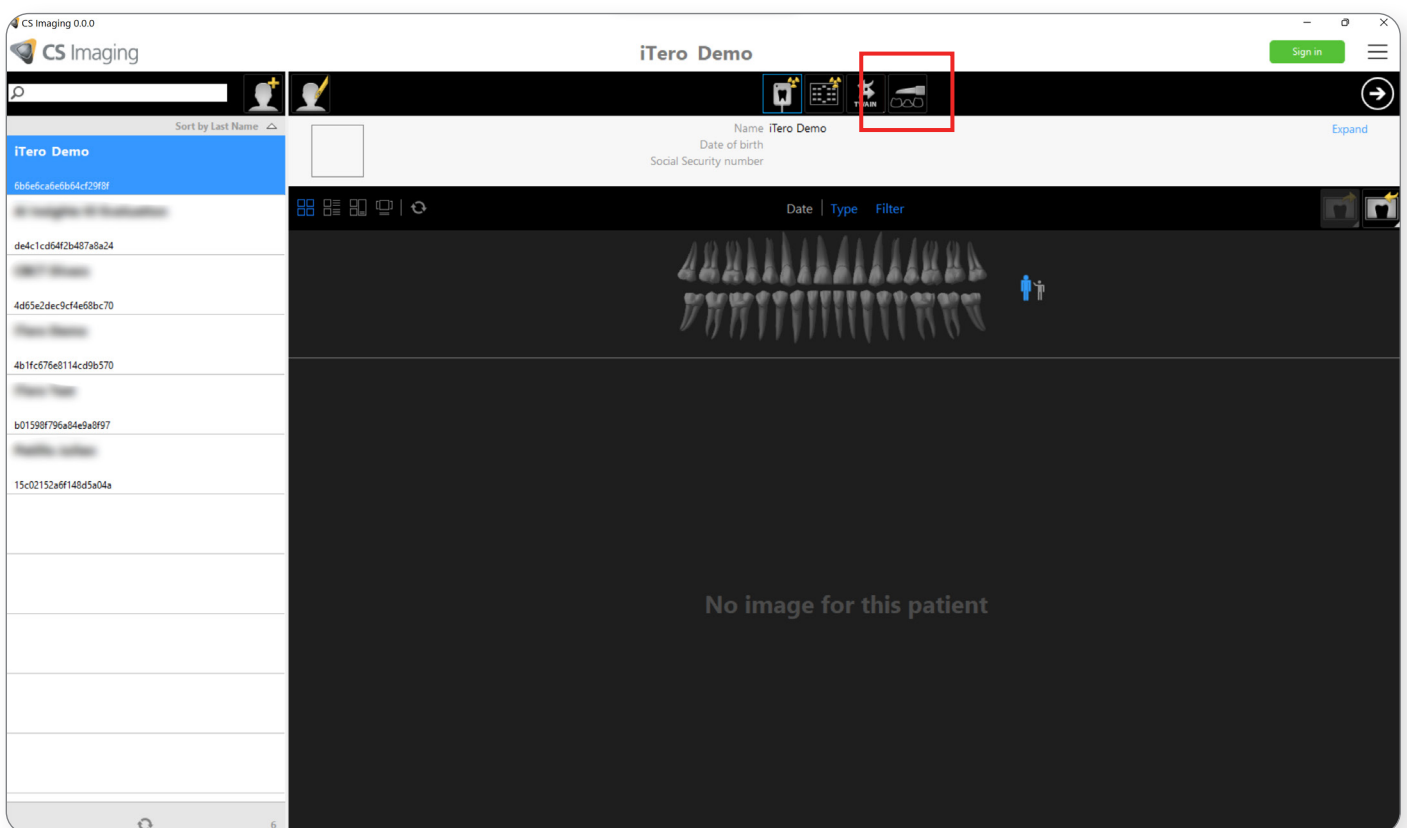 CS Imaging 0.0.0
CS Imaging
iTero Demo
Sign in
TWAIN
Sort by Last Name
iTero Demo
6b6e6ca6e6b64cf29f8f
de4c1cd64f2b487a8a24
4d65e2dec9cf4e68bc70
4b1fc676e8114cd9b570
b01598f796a84e9a8f97
15c02152a6f148d5a04a
6
Name iTero Demo
Expand
Date of birth
Social Security number
Date | Type Filter
No image for this patient